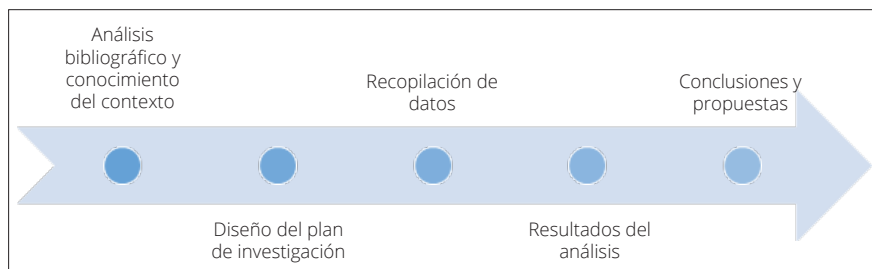 Análisis
bibliográfico y
conocimiento
del contexto
Diseño del plan
de investigación
Recopilación de
datos
Resultados del
análisis
Conclusiones y
propuestas